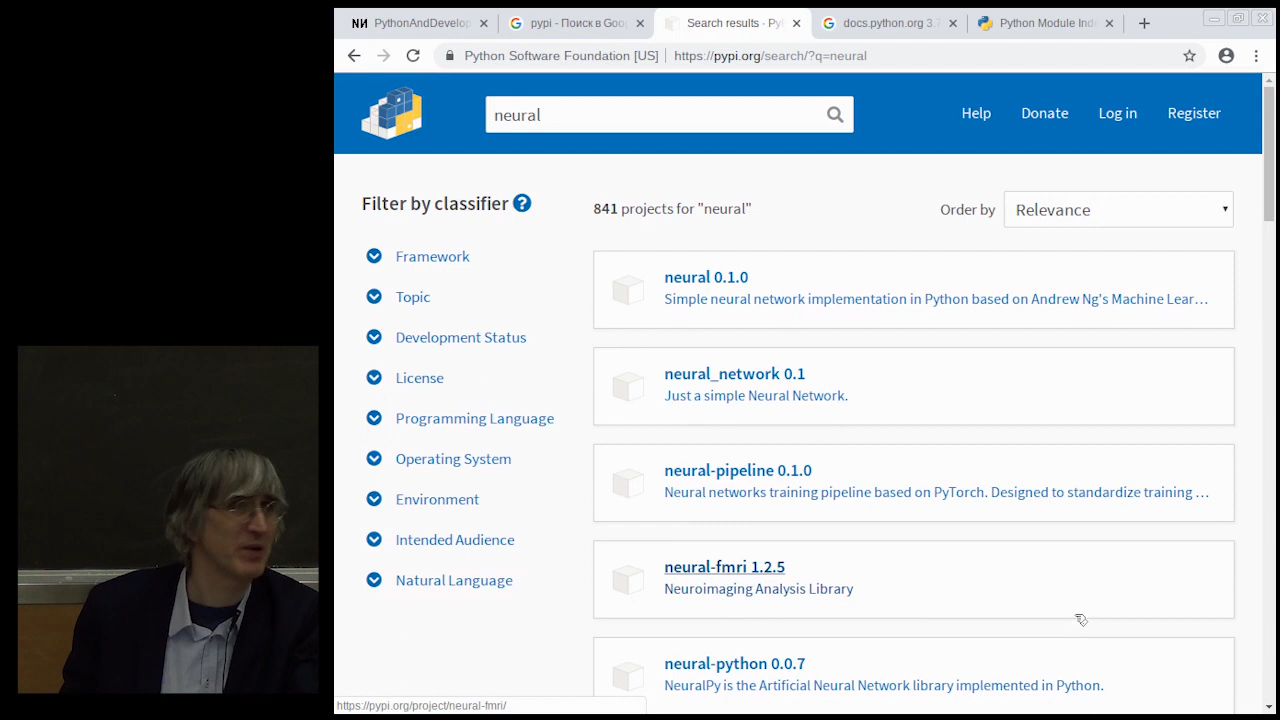 PythonAndDevelop
pypi - Поиск в Goog
Search results · PyP
docs.python.org 3.7
Python Module Inde
Python Software Foundation [US]
https://pypi.org/search/?q=neural
neural
Help
Donate
Log in
Register
Filter by classifier
841 projects for "neural"
Order by
Relevance
Framework
Topic
Development Status
License
Programming Language
Operating System
Environment
Intended Audience
Natural Language
neural 0.1.0
Simple neural network implementation in Python based on Andrew Ng's Machine Lear…
neural_network 0.1
Just a simple Neural Network.
neural-pipeline 0.1.0
Neural networks training pipeline based on PyTorch. Designed to standardize training …
neural-fmri 1.2.5
Neuroimaging Analysis Library
neural-python 0.0.7
NeuralPy is the Artificial Neural Network library implemented in Python.
https://pypi.org/project/neural-fmri/